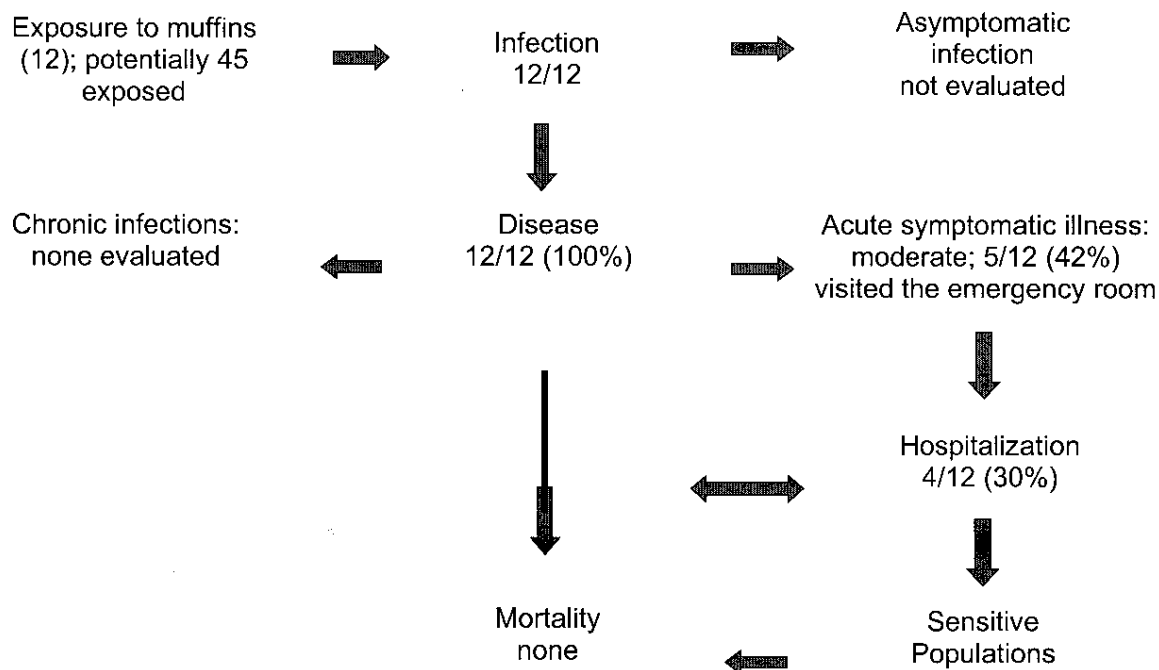 Exposure to muffins
(12); potentially 45
exposed
Infection
12/12
Asymptomatic
infection
not evaluated
Chronic infections:
none evaluated
Disease
12/12 (100%)
Acute symptomatic illness:
moderate; 5/12 (42%)
visited the emergency room
Hospitalization
4/12 (30%)
Mortality
none
Sensitive
Populations